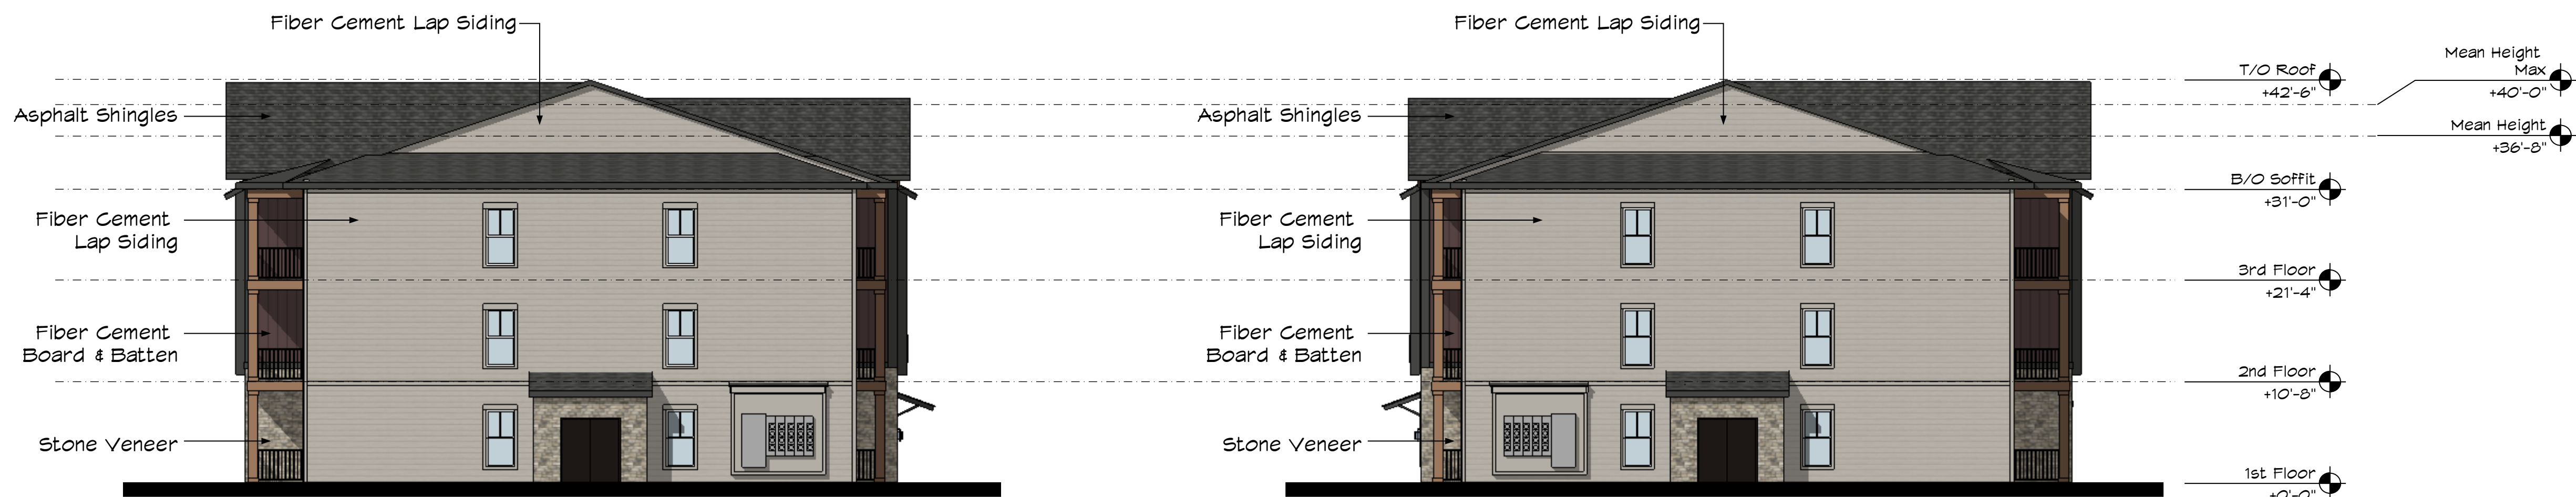 Fiber Cement Lap Siding
Asphalt Shingles
Fiber Cement
Lap Siding
Fiber Cement
Board & Batten
Stone Veneer
Fiber Cement Lap Siding
Asphalt Shingles
Fiber Cement
Lap Siding
Fiber Cement
Board & Batten
Stone Veneer
T/O Roof
+42'-6"
Mean Height
Max
+40'-0"
Mean Height
+36'-8"
B/O Soffit
+31'-0"
3rd Floor
+21'-4"
2nd Floor
+10'-8"
1st Floor
+0'-0"